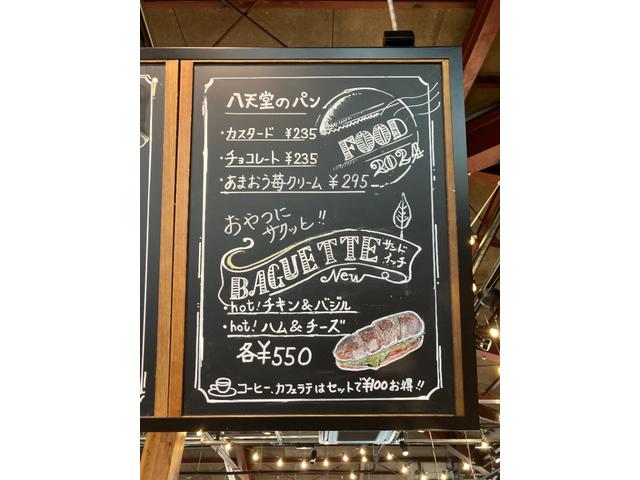 八天堂のパン
・カスタード ¥235
・チョコレート ¥235
・あまおう苺クリーム ¥295
FOOD
2024
おやつに
サクッと!!
BAGUETTE
サンド
イッチ
New
・hot! チキン&バジル
・hot! ハム&チーズ
各¥550
コーヒー、カフェラテはセットで¥100お得!!